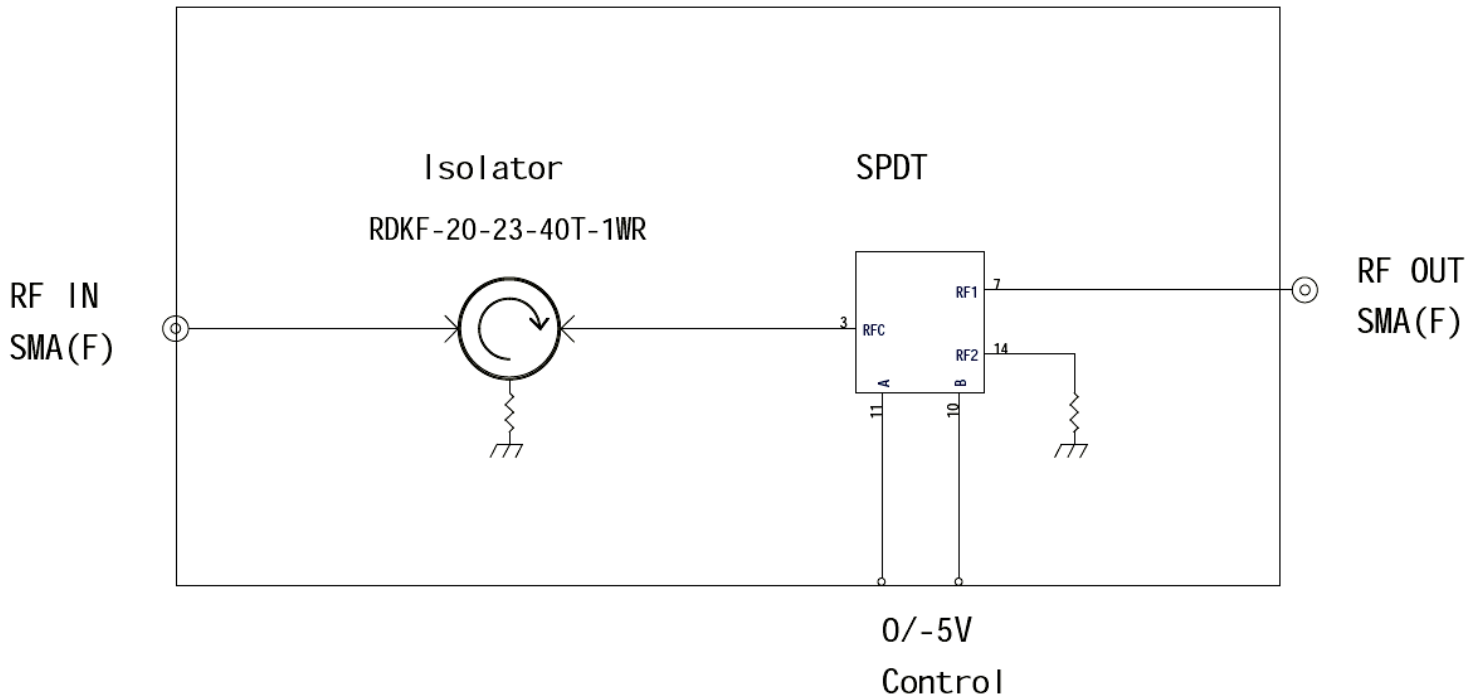 Isolator
SPDT
RDKF-20-23-40T-1WR
RF IN
SMA(F)
RF OUT
SMA(F)
RF1
7
3
RFC
RF2
14
A
B
11
10
0/-5V
Control